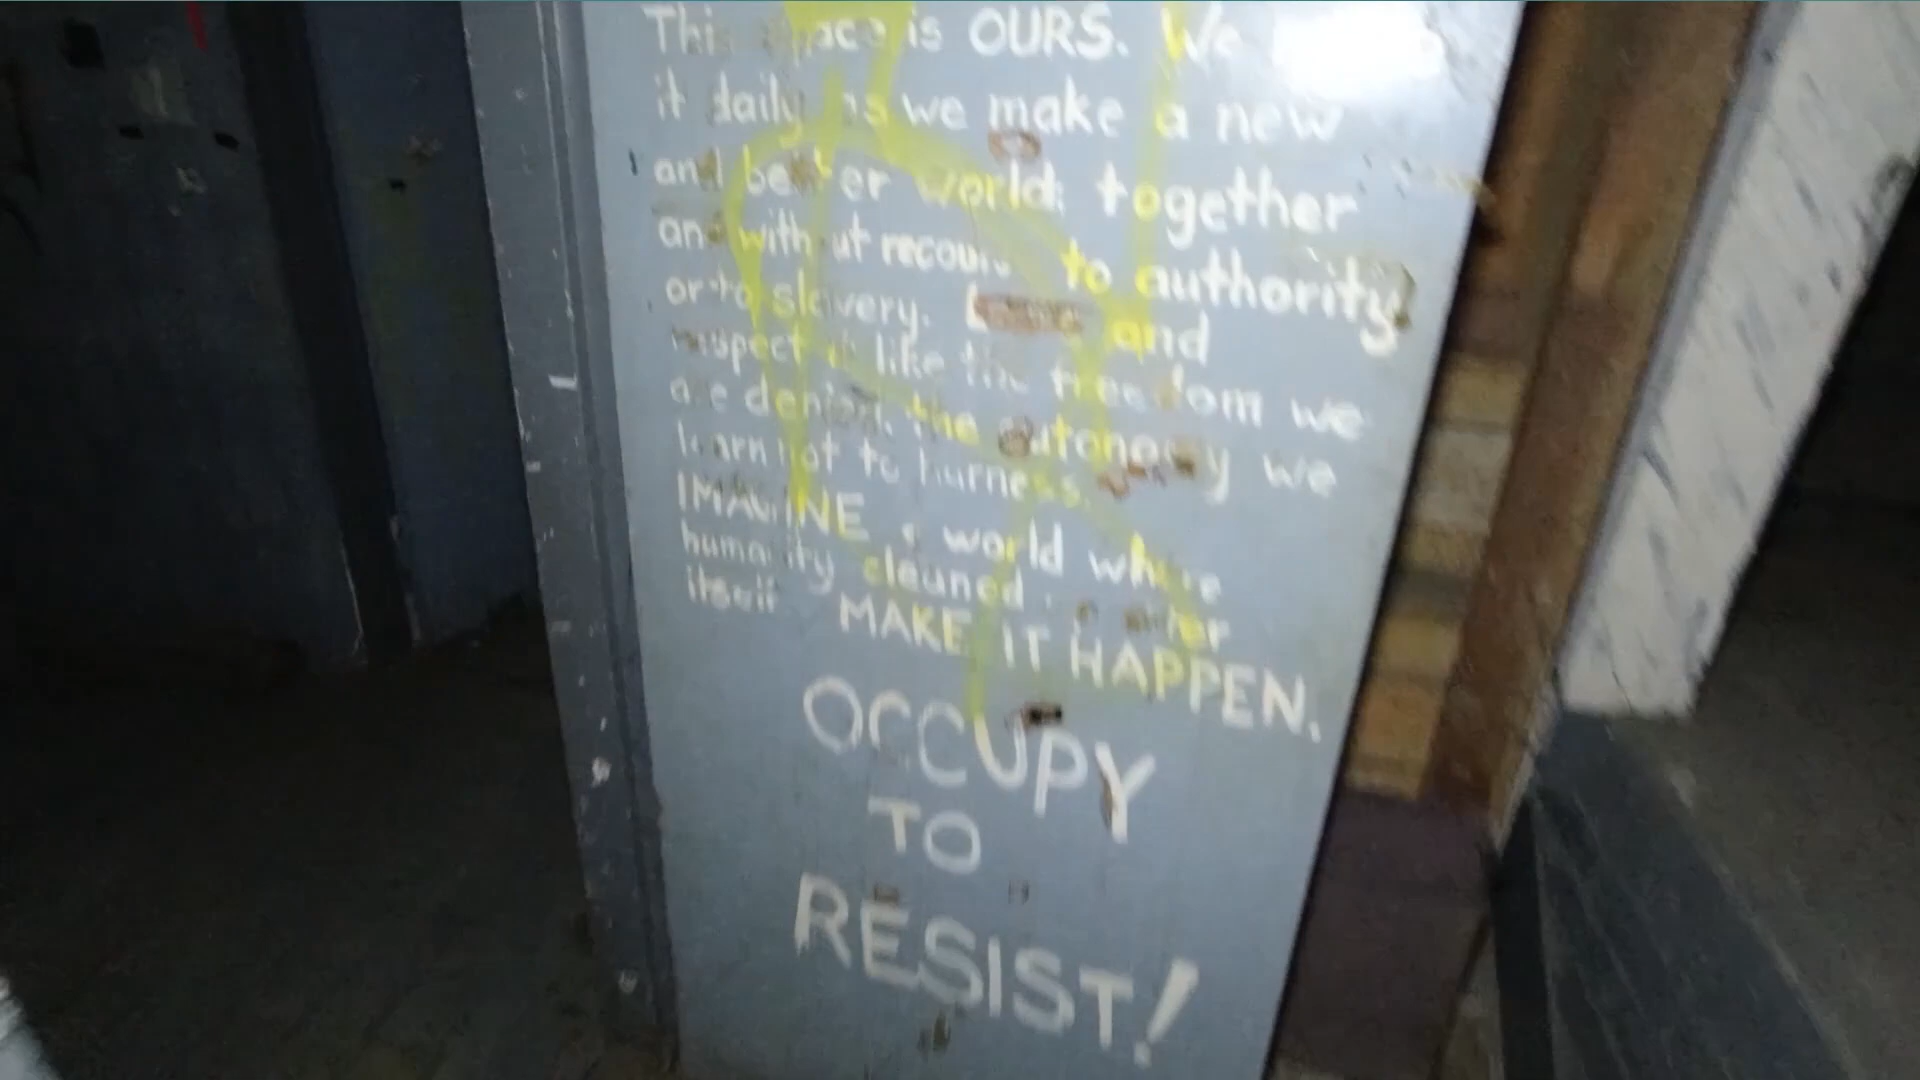 This space is OURS. We
it daily as we make a new
and better world; together
and without recourse to authority
or to slavery. and
respect it like the freedom we
are denied, the autonomy we
learn not to harness.
IMAGINE a world where
humanity cleaned after
itself MAKE IT HAPPEN.
OCCUPY
TO
RESIST!